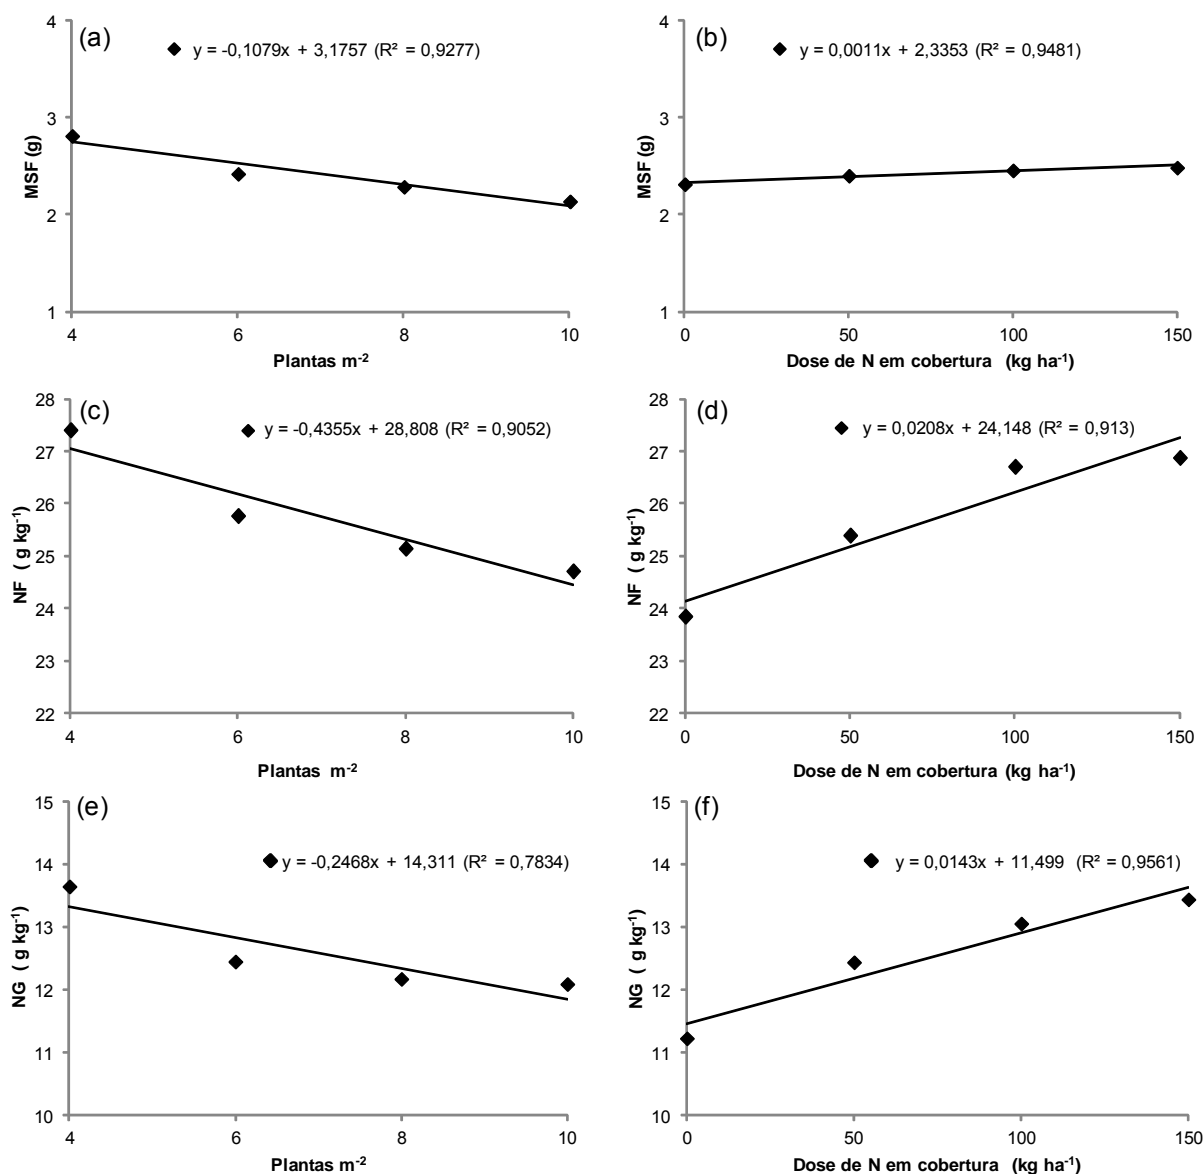 (a)
y = -0,1079x + 3,1757 (R² = 0,9277)
4
3
2
1
MSF (g)
4 6 8 10
Plantas m⁻²
(b)
y = 0,0011x + 2,3353 (R² = 0,9481)
4
3
2
1
MSF (g)
0 50 100 150
Dose de N em cobertura (kg ha⁻¹)
(c)
y = -0,4355x + 28,808 (R² = 0,9052)
28
27
26
25
24
23
22
NF ( g kg⁻¹)
4 6 8 10
Plantas m⁻²
(d)
y = 0,0208x + 24,148 (R² = 0,913)
28
27
26
25
24
23
22
NF ( g kg⁻¹)
0 50 100 150
Dose de N em cobertura (kg ha⁻¹)
(e)
y = -0,2468x + 14,311 (R² = 0,7834)
15
14
13
12
11
10
NG ( g kg⁻¹)
4 6 8 10
Plantas m⁻²
(f)
y = 0,0143x + 11,499 (R² = 0,9561)
15
14
13
12
11
10
NG ( g kg⁻¹)
0 50 100 150
Dose de N em cobertura (kg ha⁻¹)